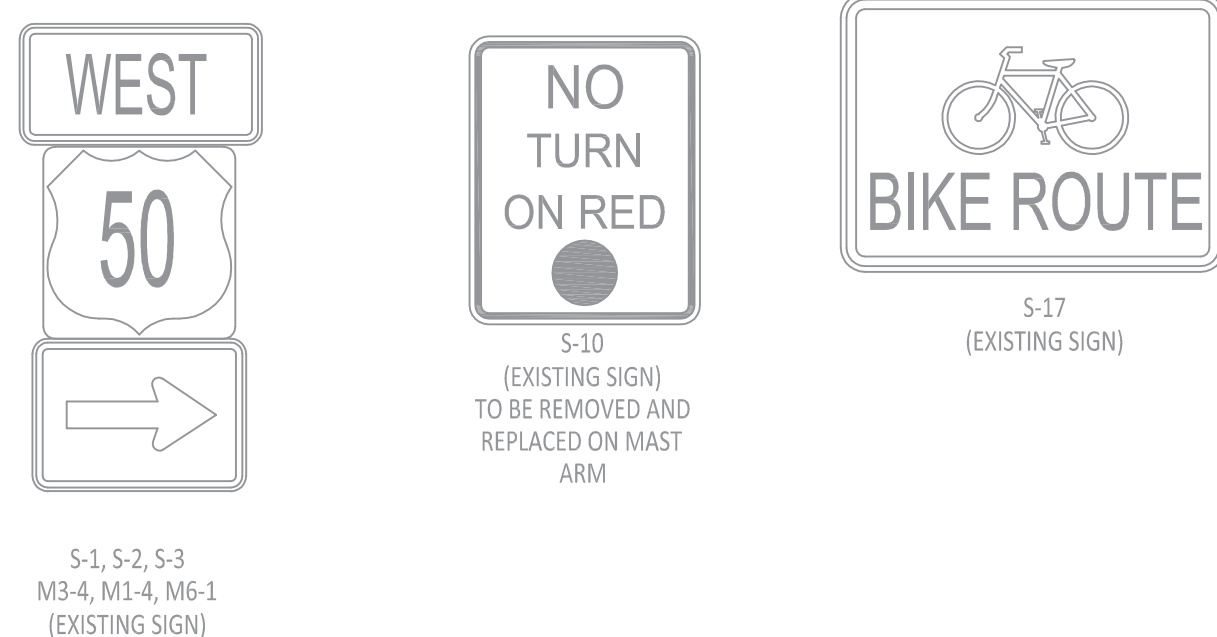 WEST
50
S-1, S-2, S-3
M3-4, M1-4, M6-1
(EXISTING SIGN)
NO
TURN
ON RED
S-10
(EXISTING SIGN)
TO BE REMOVED AND
REPLACED ON MAST
ARM
BIKE ROUTE
S-17
(EXISTING SIGN)